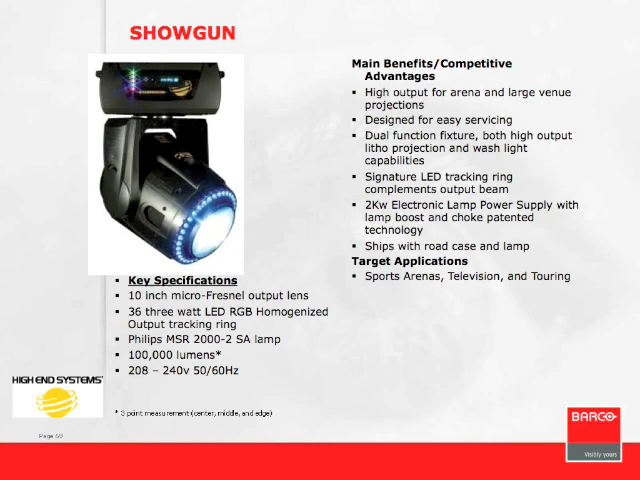 SHOWGUN
Main Benefits/Competitive
Advantages
▪ High output for arena and large venue
projections
▪ Designed for easy servicing
▪ Dual function fixture, both high output
litho projection and wash light
capabilities
▪ Signature LED tracking ring
complements output beam
▪ 2Kw Electronic Lamp Power Supply with
lamp boost and choke patented
technology
▪ Ships with road case and lamp
Target Applications
▪ Sports Arenas, Television, and Touring
▪ Key Specifications
▪ 10 inch micro-Fresnel output lens
▪ 36 three watt LED RGB Homogenized
Output tracking ring
▪ Philips MSR 2000-2 SA lamp
▪ 100,000 lumens*
▪ 208 – 240v 50/60Hz
HIGH END SYSTEMS
* 3 point measurement (center, middle, and edge)
BARCO
Visibly yours
Page